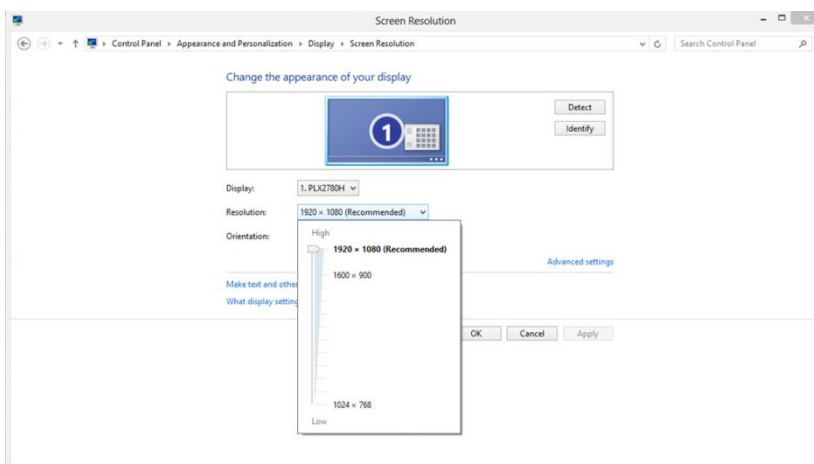 Screen Resolution
Control Panel Appearance and Personalization Display Screen Resolution
Search Control Panel
Change the appearance of your display
1
Detect
Identify
Display:
1. PLX2780H
Resolution:
1920 × 1080 (Recommended)
Orientation:
High
1920 × 1080 (Recommended)
1600 × 900
1024 × 768
Low
Advanced settings
Make text and other
What display setting
OK
Cancel
Apply